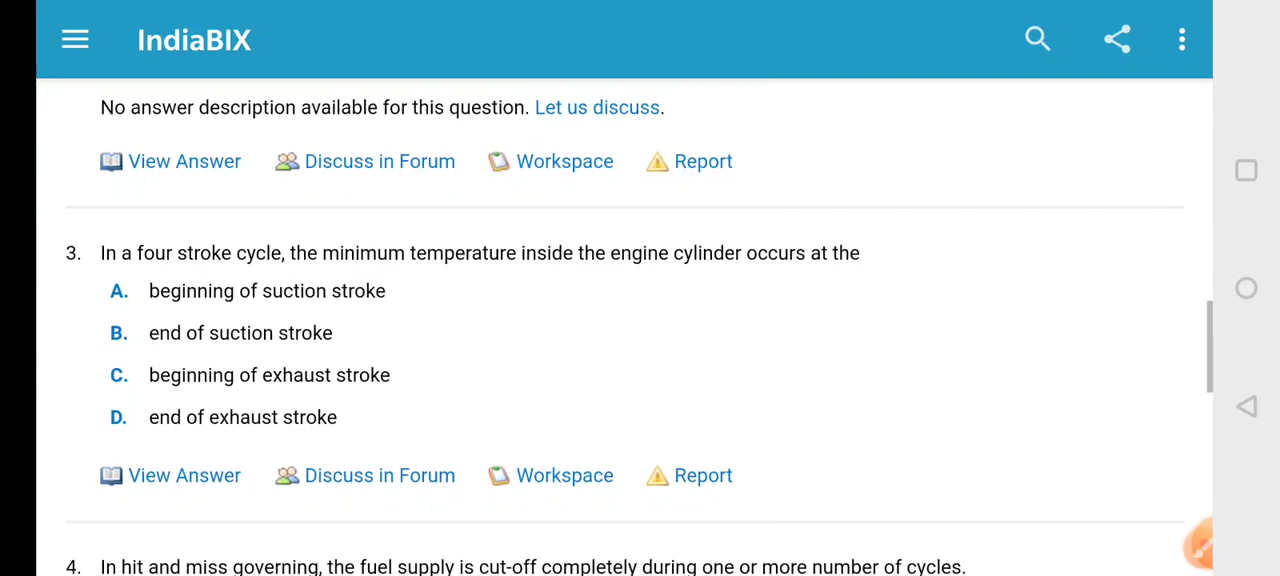 IndiaBIX
No answer description available for this question. Let us discuss.
View Answer Discuss in Forum Workspace Report
3. In a four stroke cycle, the minimum temperature inside the engine cylinder occurs at the
A. beginning of suction stroke
B. end of suction stroke
C. beginning of exhaust stroke
D. end of exhaust stroke
View Answer Discuss in Forum Workspace Report
4. In hit and miss governing, the fuel supply is cut-off completely during one or more number of cycles.